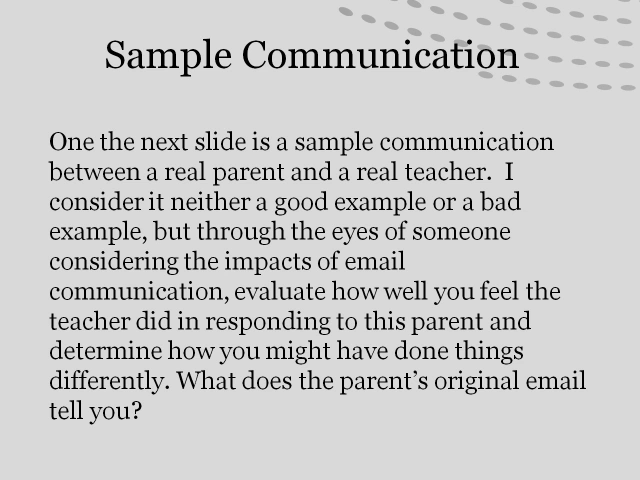 Sample Communication
One the next slide is a sample communication
between a real parent and a real teacher.  I
consider it neither a good example or a bad
example, but through the eyes of someone
considering the impacts of email
communication, evaluate how well you feel the
teacher did in responding to this parent and
determine how you might have done things
differently. What does the parent’s original email
tell you?